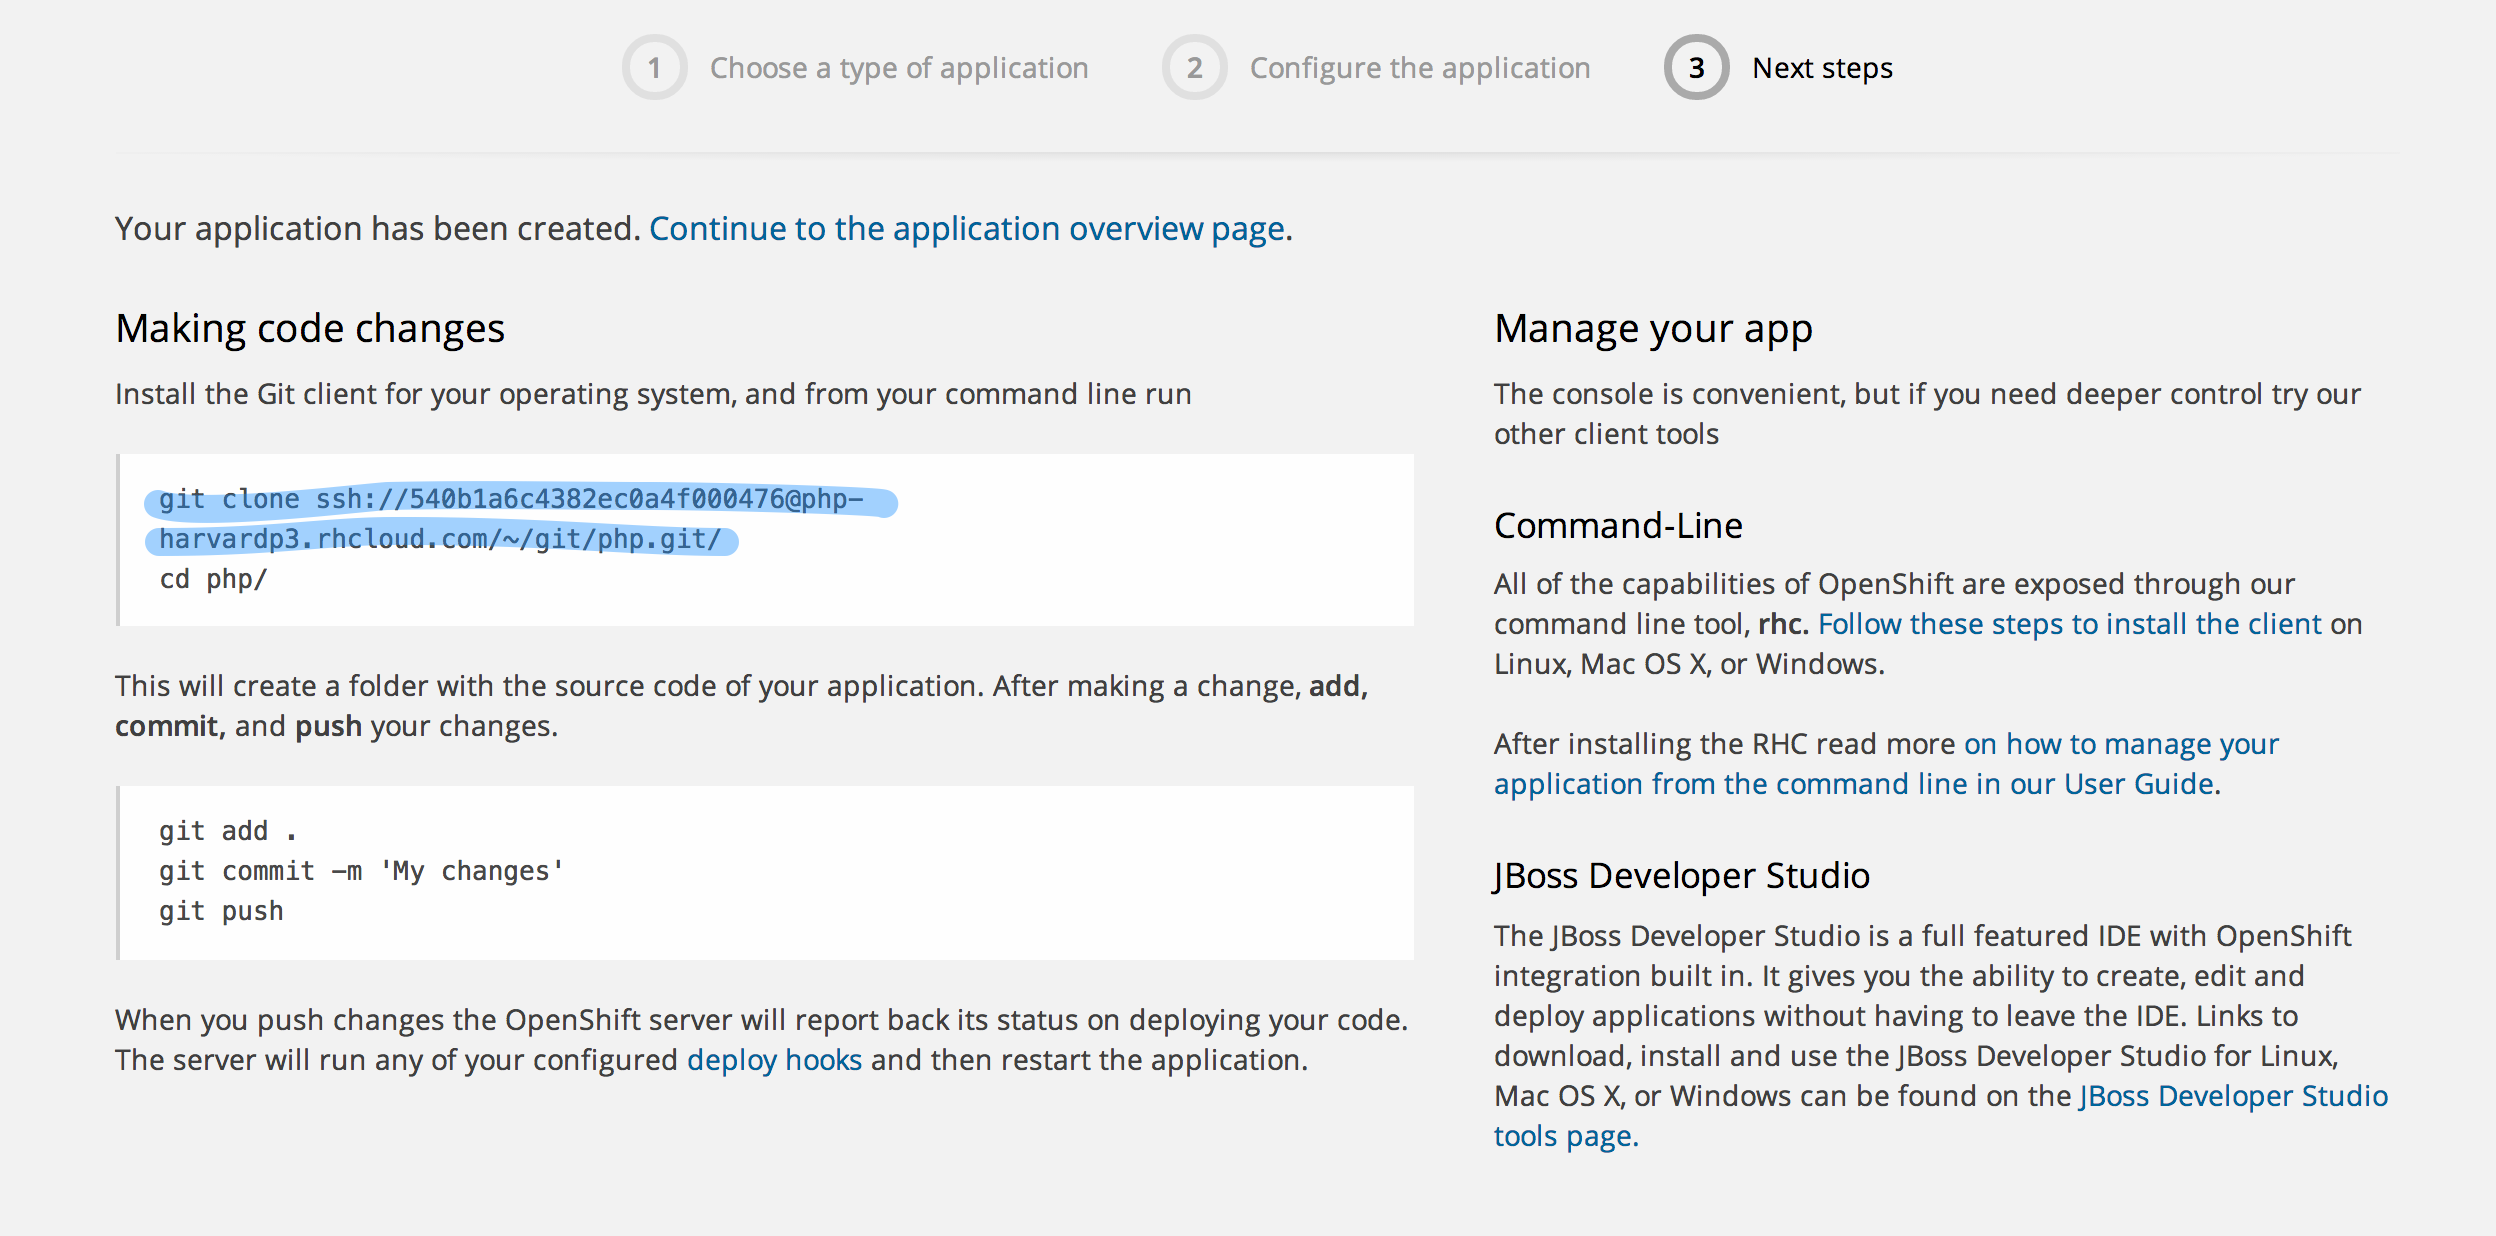 1 Choose a type of application 2 Configure the application 3 Next steps
Your application has been created. Continue to the application overview page.
Making code changes
Install the Git client for your operating system, and from your command line run
git clone ssh://540b1a6c4382ec0a4f000476@php-
harvardp3.rhcloud.com/~/git/php.git/
cd php/
This will create a folder with the source code of your application. After making a change, add,
commit, and push your changes.
git add .
git commit -m 'My changes'
git push
When you push changes the OpenShift server will report back its status on deploying your code.
The server will run any of your configured deploy hooks and then restart the application.
Manage your app
The console is convenient, but if you need deeper control try our
other client tools
Command-Line
All of the capabilities of OpenShift are exposed through our
command line tool, rhc. Follow these steps to install the client on
Linux, Mac OS X, or Windows.
After installing the RHC read more on how to manage your
application from the command line in our User Guide.
JBoss Developer Studio
The JBoss Developer Studio is a full featured IDE with OpenShift
integration built in. It gives you the ability to create, edit and
deploy applications without having to leave the IDE. Links to
download, install and use the JBoss Developer Studio for Linux,
Mac OS X, or Windows can be found on the JBoss Developer Studio
tools page.